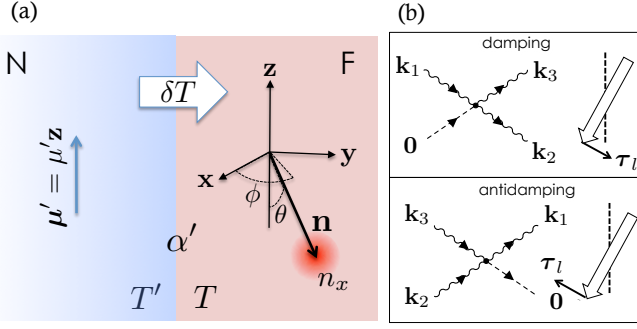 (a)
N
F
δT
z
y
x
ϕ
θ
n
n_x
μ′ = μ′z
α′
T′
T
(b)
damping
k₁
k₃
0
k₂
τ_l
antidamping
k₃
k₁
τ_l
k₂
0